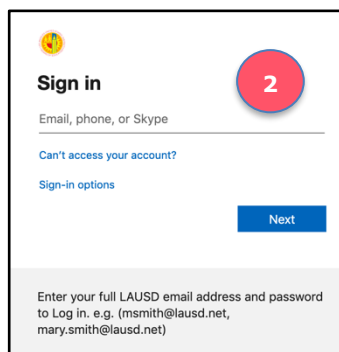 Sign in
2
Email, phone, or Skype
Can't access your account?
Sign-in options
Next
Enter your full LAUSD email address and password
to Log in. e.g. (msmith@lausd.net,
mary.smith@lausd.net)